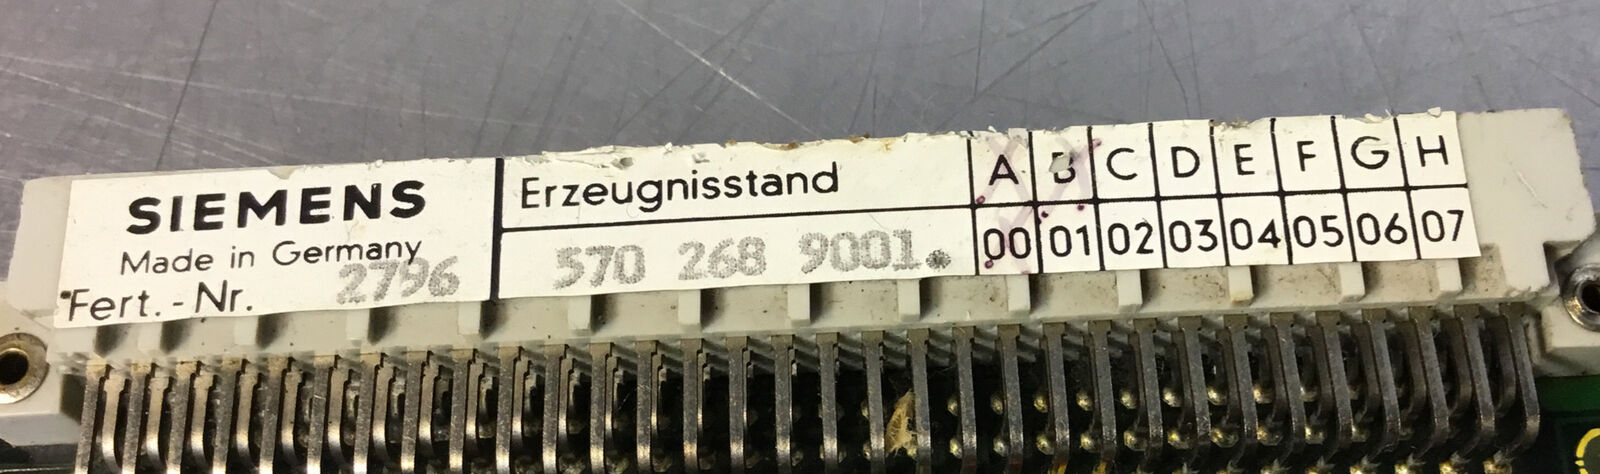 SIEMENS
Made in Germany
Fert.-Nr. 2796
Erzeugnisstand
570 268 9001.
A B C D E F G H
00 01 02 03 04 05 06 07